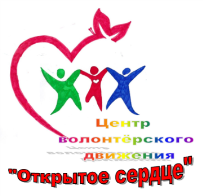 Центр
волонтёрского
движения
"Открытое сердце"